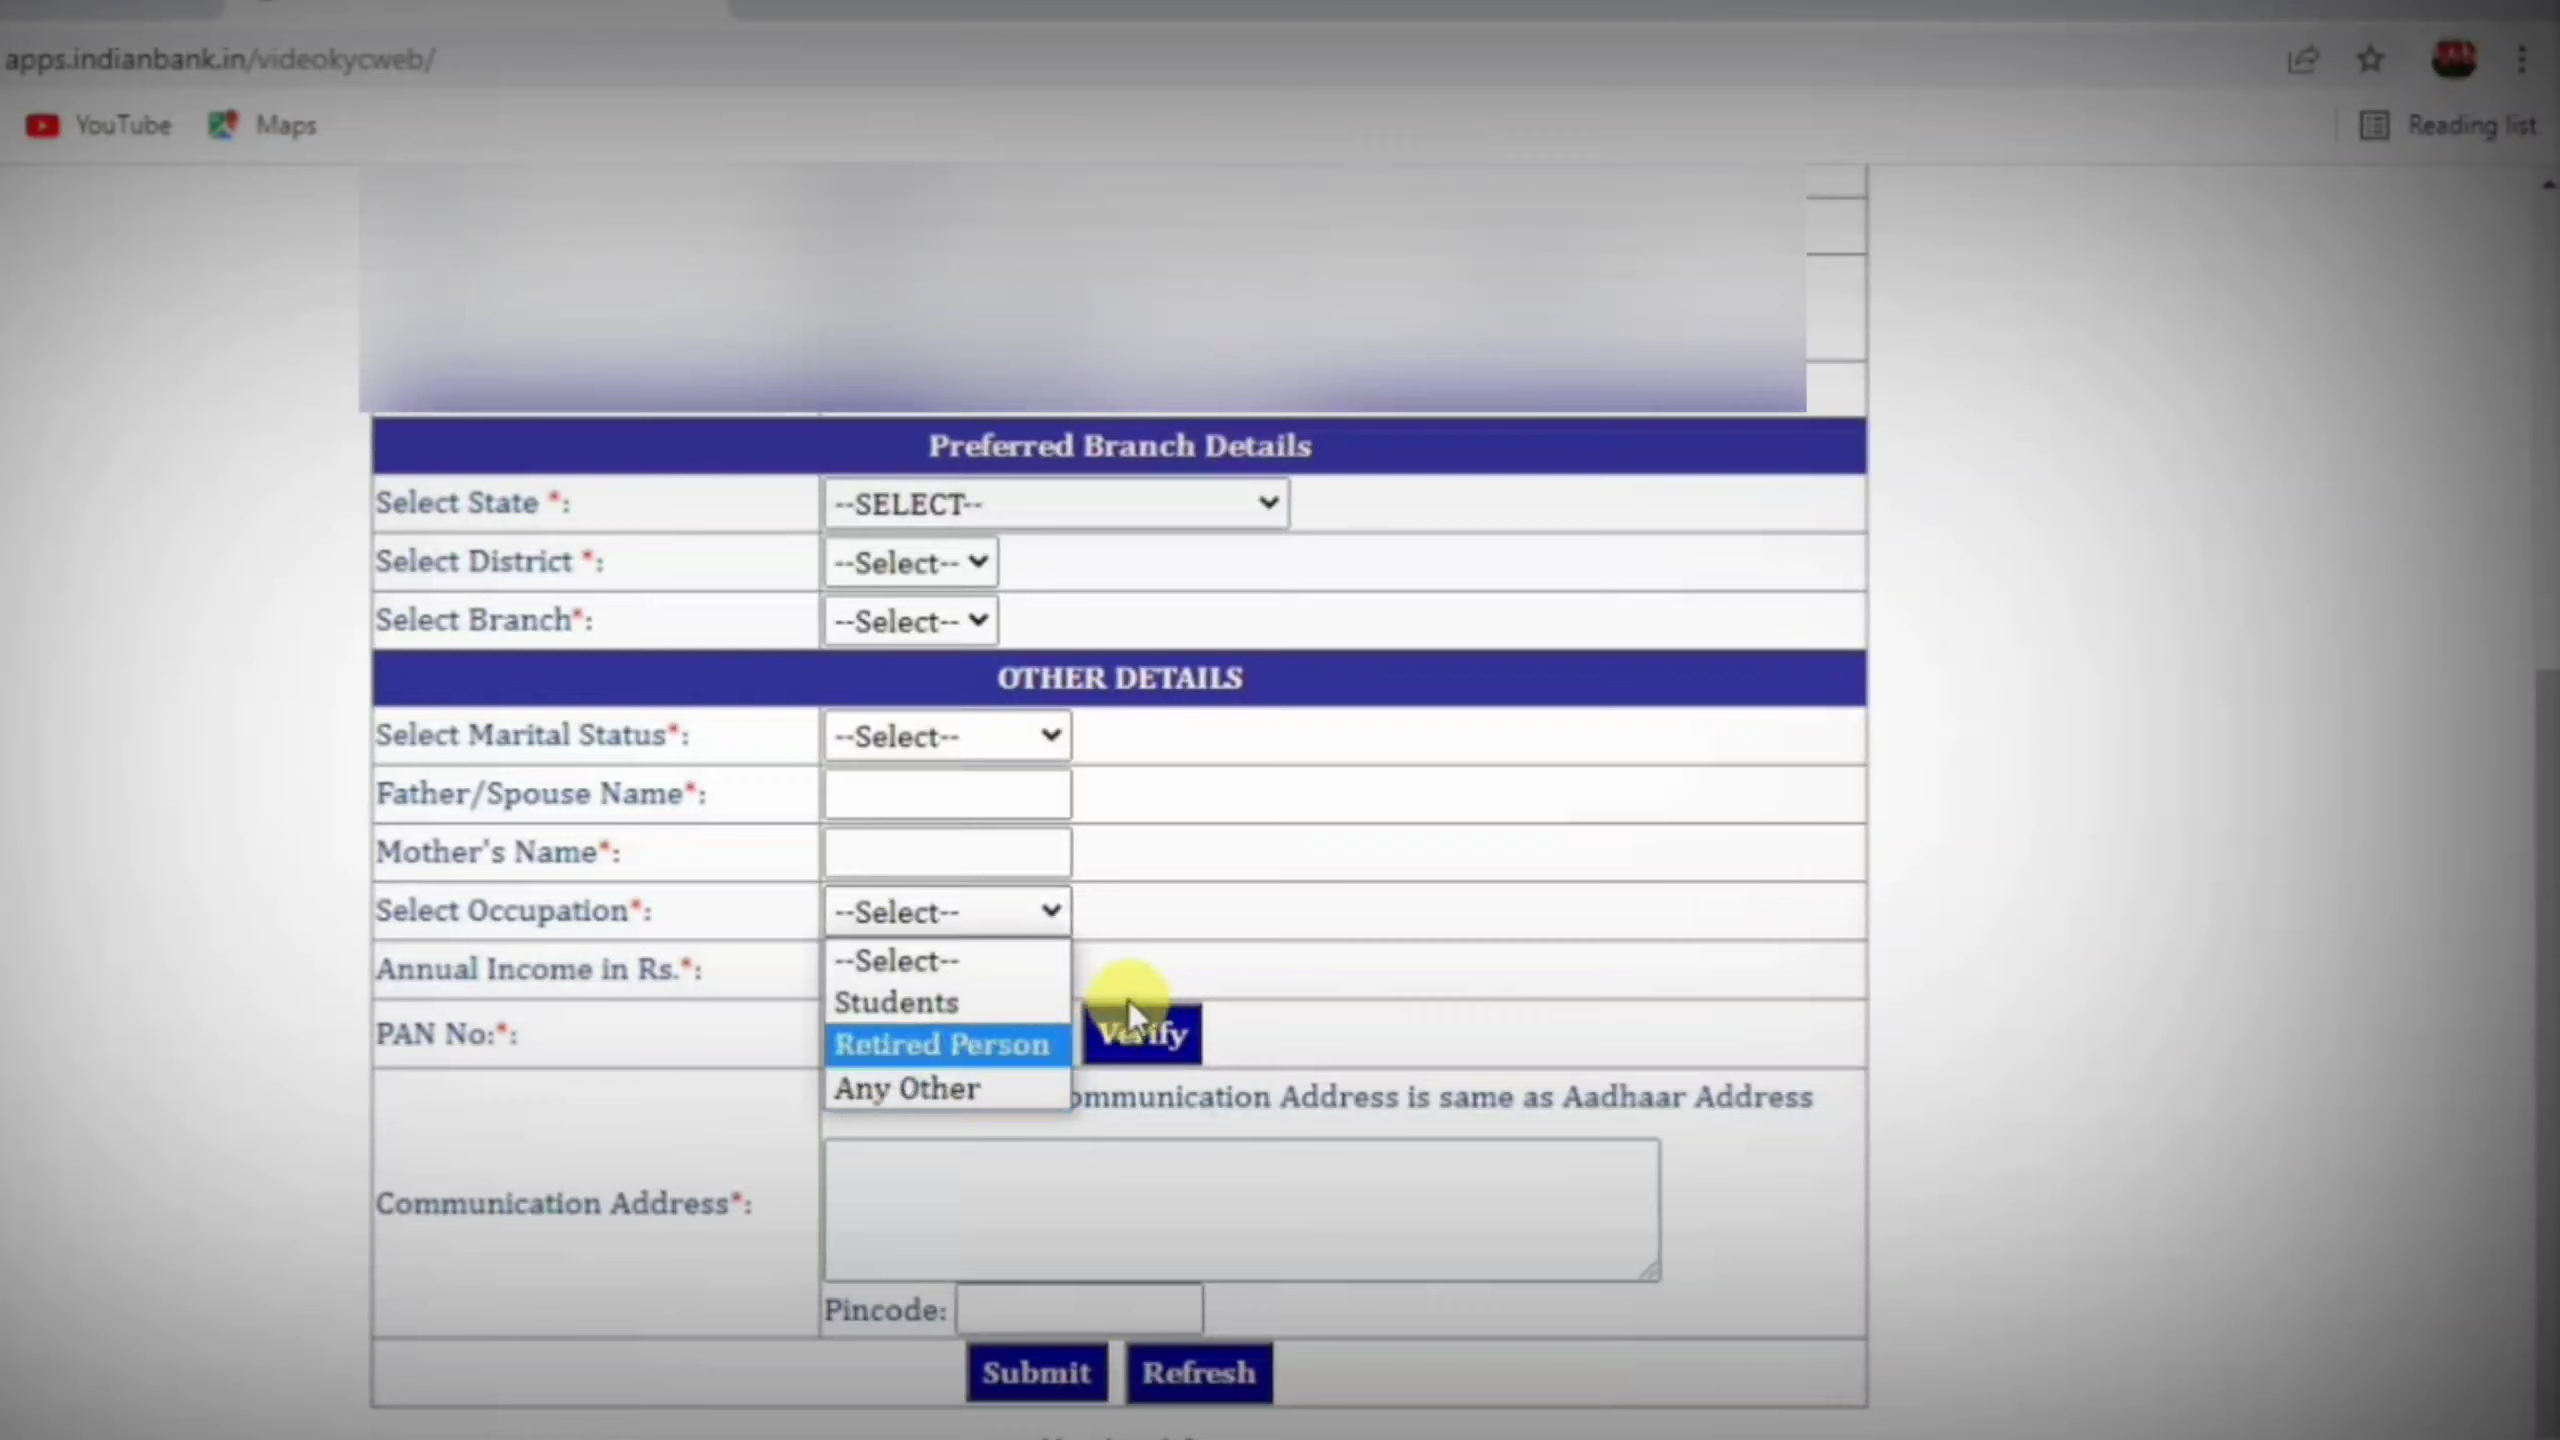 apps.indianbank.in/videokycweb/
YouTube Maps Reading list
Preferred Branch Details
Select State *: --SELECT--
Select District *: --Select--
Select Branch*: --Select--
OTHER DETAILS
Select Marital Status*: --Select--
Father/Spouse Name*:
Mother's Name*:
Select Occupation*: --Select--
--Select--
Annual Income in Rs.*:
Students
PAN No:*: Verify
Retired Person
Any Other
ommunication Address is same as Aadhaar Address
Communication Address*:
Pincode:
Submit Refresh